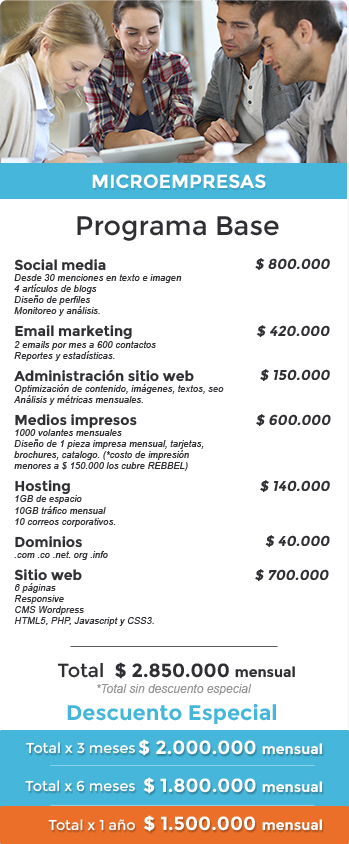 MICROEMPRESAS
Programa Base
Social media $ 800.000
Desde 30 menciones en texto e imagen
4 artículos de blogs
Diseño de perfiles
Monitoreo y análisis.
Email marketing $ 420.000
2 emails por mes a 600 contactos
Reportes y estadísticas.
Administración sitio web $ 150.000
Optimización de contenido, imágenes, textos, seo
Análisis y métricas mensuales.
Medios impresos $ 600.000
1000 volantes mensuales
Diseño de 1 pieza impresa mensual, tarjetas,
brochures, catalogo. (*costo de impresión
menores a $ 150.000 los cubre REBBEL)
Hosting $ 140.000
1GB de espacio
10GB tráfico mensual
10 correos corporativos.
Dominios $ 40.000
.com .co .net. org .info
Sitio web $ 700.000
6 páginas
Responsive
CMS Wordpress
HTML5, PHP, Javascript y CSS3.
Total $ 2.850.000 mensual
*Total sin descuento especial
Descuento Especial
Total x 3 meses $ 2.000.000 mensual
Total x 6 meses $ 1.800.000 mensual
Total x 1 año $ 1.500.000 mensual